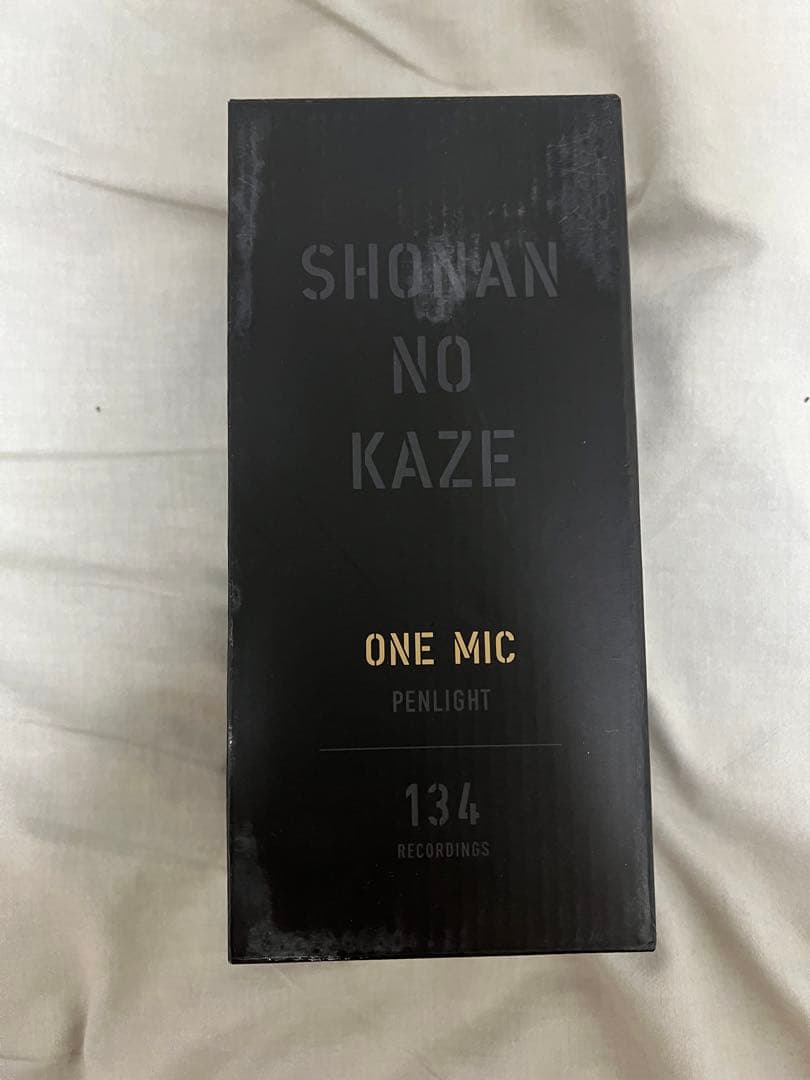 SHONAN
NO
KAZE
ONE MIC
PENLIGHT
134
RECORDINGS